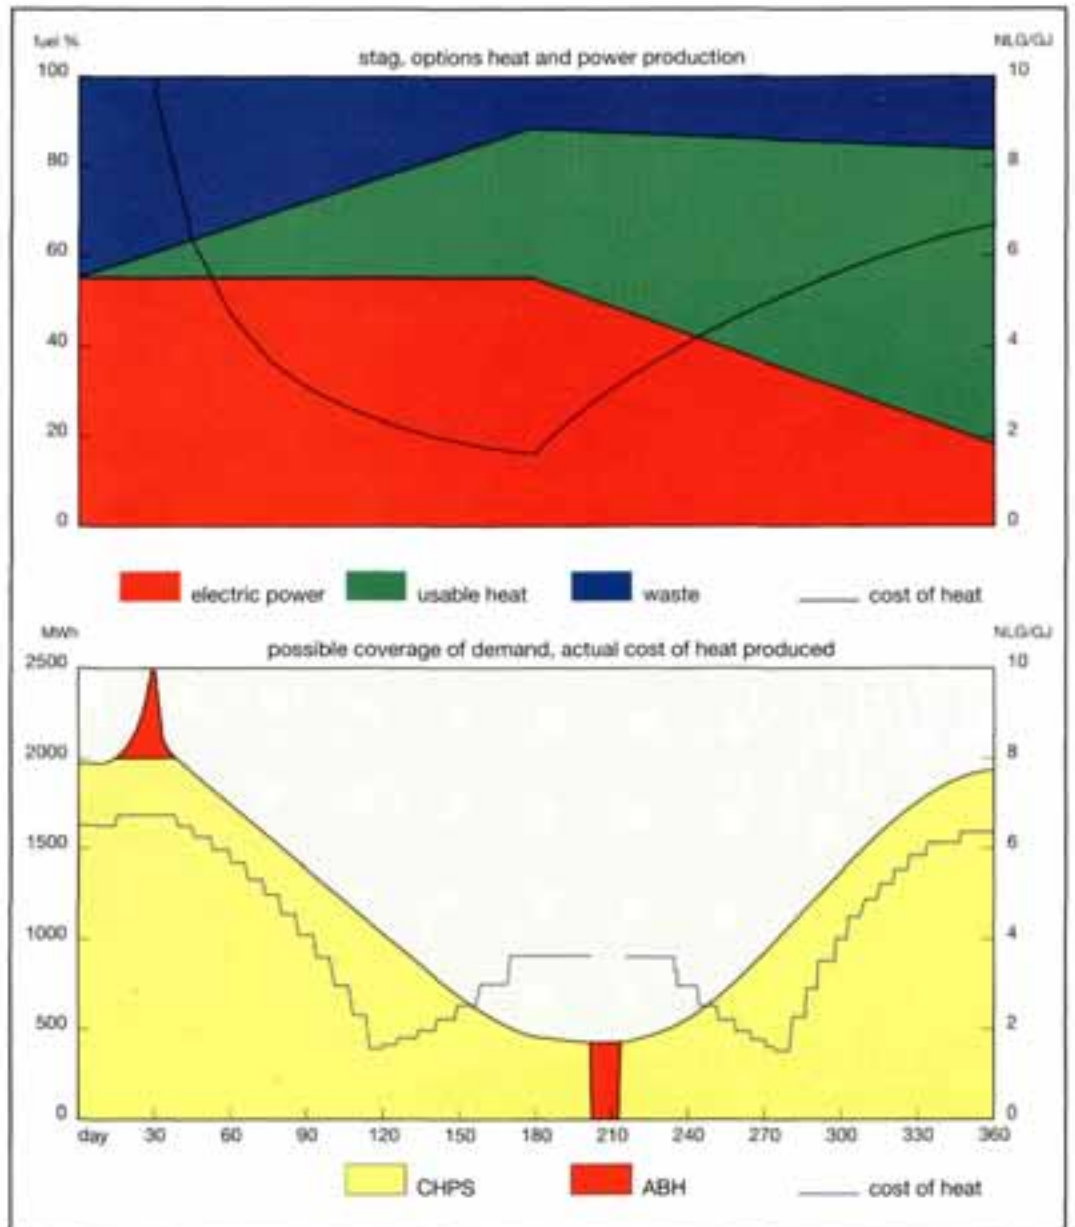 fuel % NLG/GJ
stag, options heat and power production
100 10
80 8
60 6
40 4
20 2
0 0
electric power usable heat waste cost of heat
MWh NLG/GJ
possible coverage of demand, actual cost of heat produced
2500 10
2000 8
1500 6
1000 4
500 2
0 0
day 30 60 90 120 150 180 210 240 270 300 330 360
CHPS ABH cost of heat